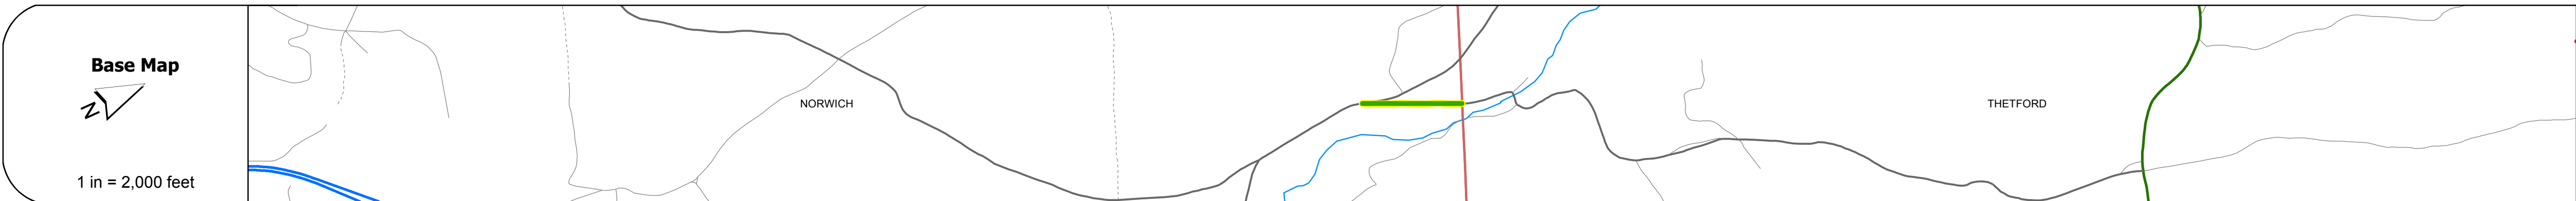 Base Map
N
1 in = 2,000 feet
NORWICH
THETFORD